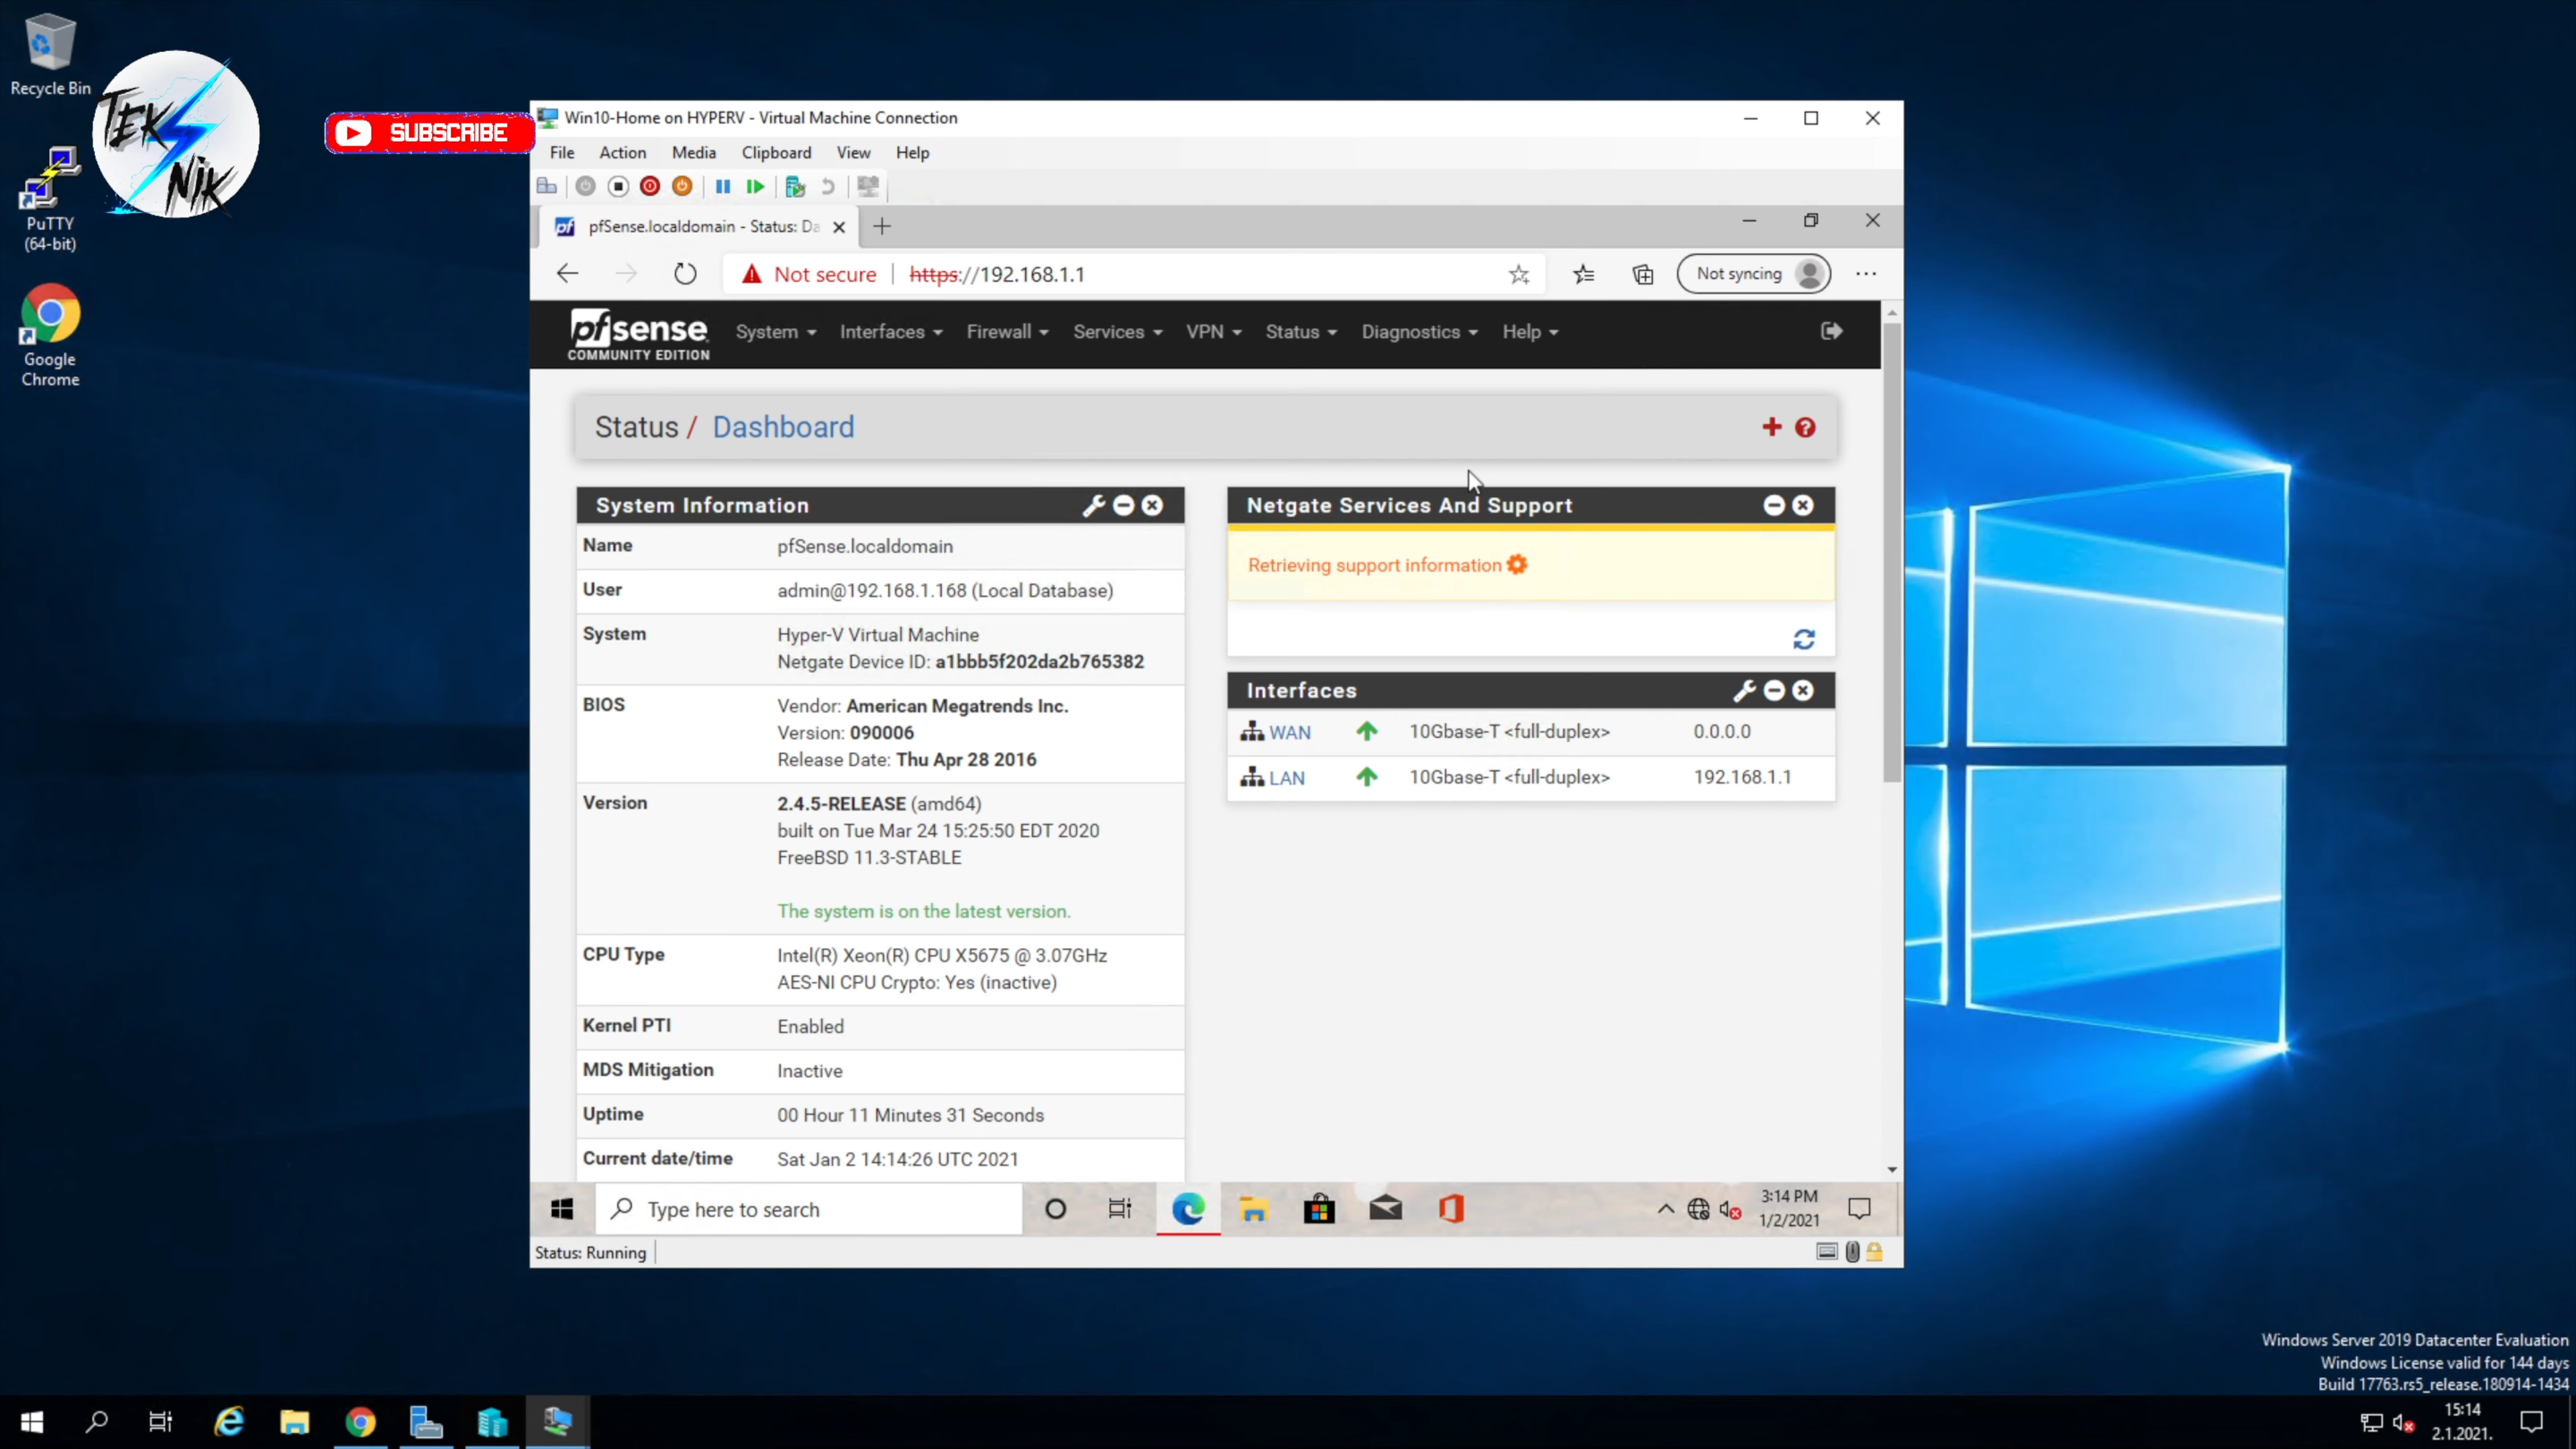 Recycle Bin
TEK
NIK
SUBSCRIBE
PuTTY
(64-bit)
Google
Chrome
Win10-Home on HYPERV - Virtual Machine Connection
File Action Media Clipboard View Help
pf pfSense.localdomain - Status: Da
Not secure https://192.168.1.1 Not syncing
pfsense System Interfaces Firewall Services VPN Status Diagnostics Help
COMMUNITY EDITION
Status / Dashboard
System Information
Name pfSense.localdomain
User admin@192.168.1.168 (Local Database)
System Hyper-V Virtual Machine
Netgate Device ID: a1bbb5f202da2b765382
BIOS Vendor: American Megatrends Inc.
Version: 090006
Release Date: Thu Apr 28 2016
Version 2.4.5-RELEASE (amd64)
built on Tue Mar 24 15:25:50 EDT 2020
FreeBSD 11.3-STABLE
The system is on the latest version.
CPU Type Intel(R) Xeon(R) CPU X5675 @ 3.07GHz
AES-NI CPU Crypto: Yes (inactive)
Kernel PTI Enabled
MDS Mitigation Inactive
Uptime 00 Hour 11 Minutes 31 Seconds
Current date/time Sat Jan 2 14:14:26 UTC 2021
Netgate Services And Support
Retrieving support information
Interfaces
WAN 10Gbase-T <full-duplex> 0.0.0.0
LAN 10Gbase-T <full-duplex> 192.168.1.1
Type here to search
3:14 PM
1/2/2021
Status: Running
Windows Server 2019 Datacenter Evaluation
Windows License valid for 144 days
Build 17763.rs5_release.180914-1434
15:14
2.1.2021.